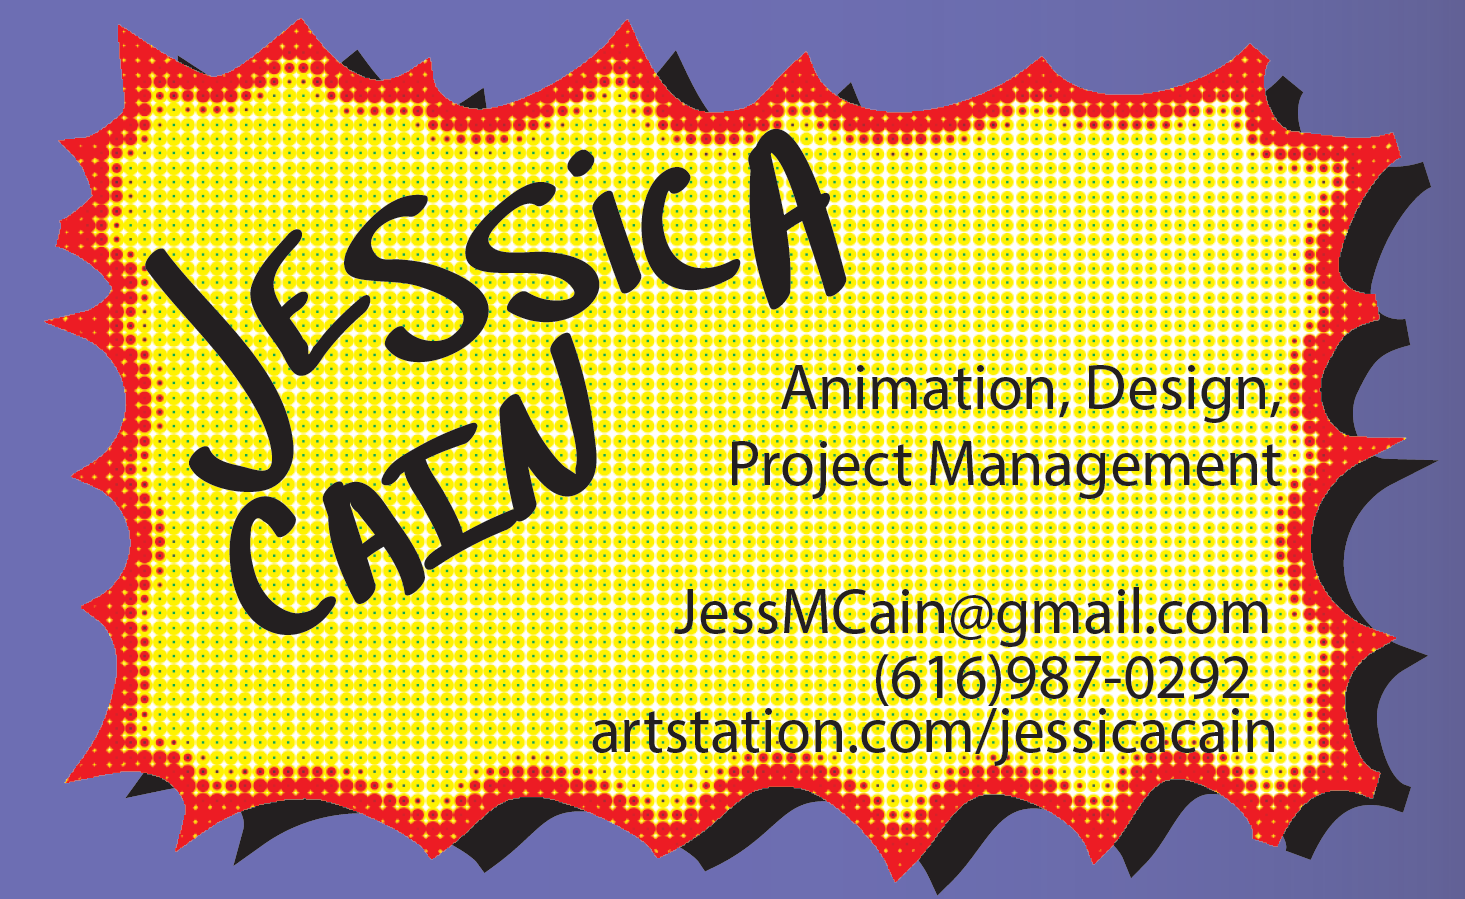 JESSiCA
CAIN
Animation, Design,
Project Management
JessMCain@gmail.com
(616)987-0292
artstation.com/jessicacain